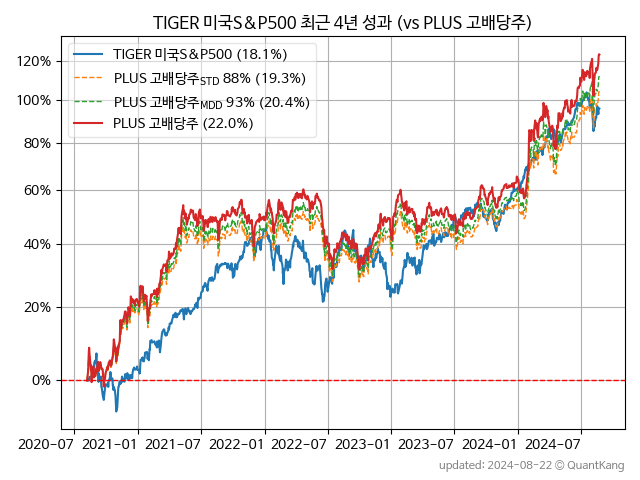 TIGER 미국S&P500 최근 4년 성과 (vs PLUS 고배당주)
TIGER 미국S&P500 (18.1%)
PLUS 고배당주STD 88% (19.3%)
PLUS 고배당주MDD 93% (20.4%)
PLUS 고배당주 (22.0%)
120%
100%
80%
60%
40%
20%
0%
2020-07 2021-01 2021-07 2022-01 2022-07 2023-01 2023-07 2024-01 2024-07
updated: 2024-08-22 © QuantKang